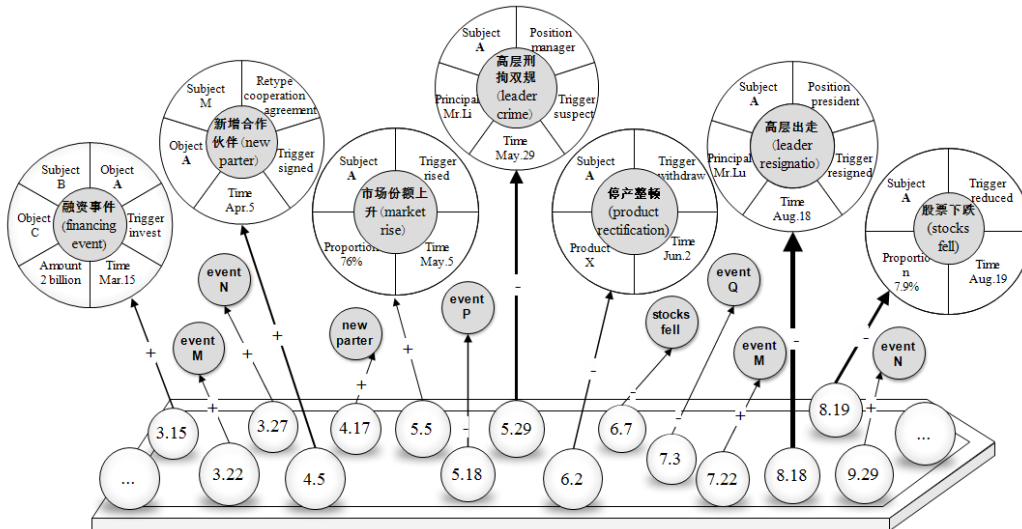 Subject
A
Position
manager
高层刑
拘双规
(leader
crime)
Principal
Mr.Li
Trigger
suspect
Time
May.29
Subject
M
Retype
cooperation
agreement
新增合作
伙伴(new
parter)
Object
A
Trigger
signed
Time
Apr.5
Subject
A
Position
president
高层出走
(leader
resignatio)
Principal
Mr.Lu
Trigger
resigned
Time
Aug.18
Subject
B
Object
A
融资事件
(financing
event)
Object
C
Trigger
invest
Amount
2 billion
Time
Mar.15
Subject
A
Trigger
rised
市场份额上
升(market
rise)
Proportion
76%
Time
May.5
Subject
A
Trigger
withdraw
停产整顿
(product
rectification)
Product
X
Time
Jun.2
Subject
A
Trigger
reduced
股票下跌
(stocks
fell)
Proportio
n
7.9%
Time
Aug.19
event
N
event
M
new
parter
event
P
stocks
fell
event
Q
event
M
event
N
+
+
+
+
+
+
-
-
-
-
-
+
-
-
+
...
3.15
3.22
3.27
4.5
4.17
5.5
5.18
5.29
6.2
6.7
7.3
7.22
8.18
8.19
9.29
...